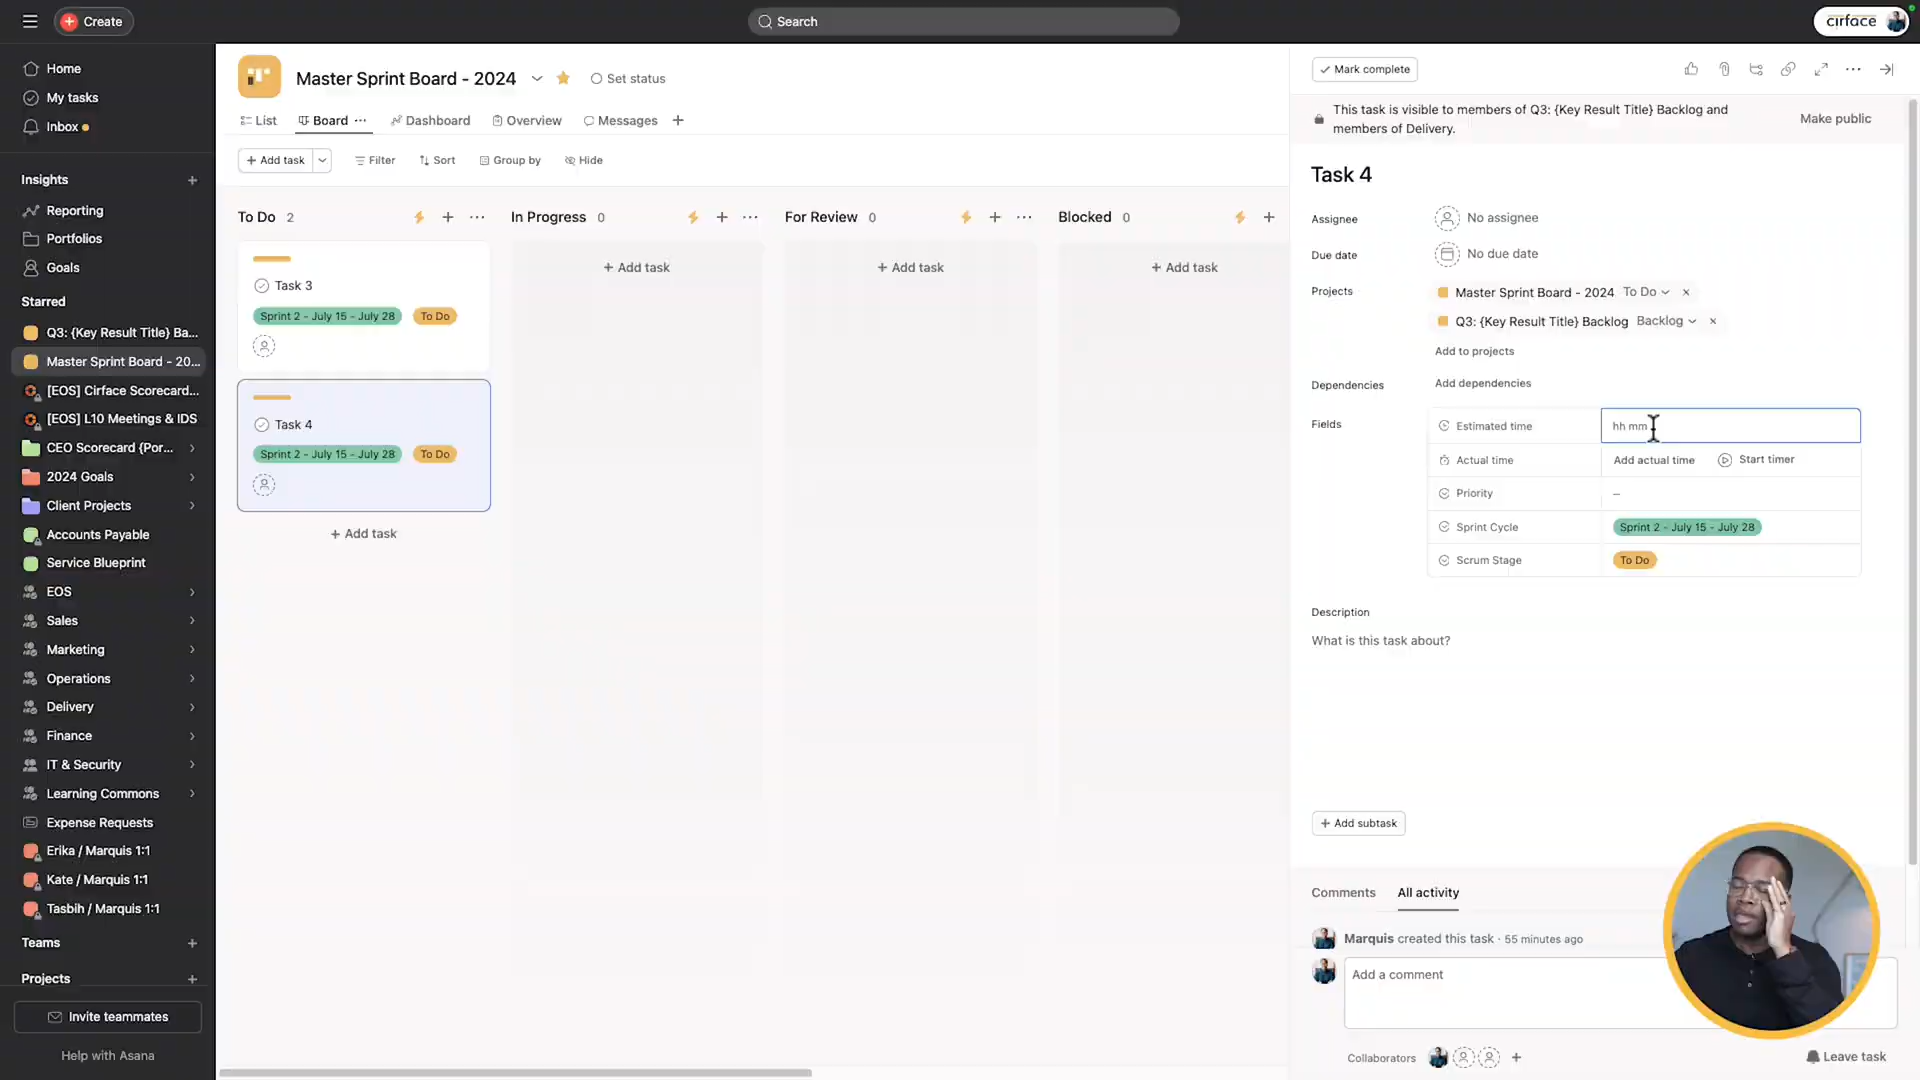 Create
Search
cirface
Home
My tasks
Inbox
Insights
Reporting
Portfolios
Goals
Starred
Q3: {Key Result Title} Ba...
Master Sprint Board - 20...
[EOS] Cirface Scorecard...
[EOS] L10 Meetings & IDS
CEO Scorecard {Por...
2024 Goals
Client Projects
Accounts Payable
Service Blueprint
EOS
Sales
Marketing
Operations
Delivery
Finance
IT & Security
Learning Commons
Expense Requests
Erika / Marquis 1:1
Kate / Marquis 1:1
Tasbih / Marquis 1:1
Teams
Projects
Invite teammates
Help with Asana
Master Sprint Board - 2024
Set status
List Board Dashboard Overview Messages
Add task Filter Sort Group by Hide
To Do 2
Task 3
Sprint 2 - July 15 - July 28 To Do
Task 4
Sprint 2 - July 15 - July 28 To Do
+ Add task
In Progress 0
+ Add task
For Review 0
+ Add task
Blocked 0
+ Add task
Mark complete
This task is visible to members of Q3: {Key Result Title} Backlog and
members of Delivery.
Make public
Task 4
Assignee No assignee
Due date No due date
Projects Master Sprint Board - 2024 To Do
Q3: {Key Result Title} Backlog Backlog
Add to projects
Dependencies Add dependencies
Fields Estimated time hh mm
Actual time Add actual time Start timer
Priority –
Sprint Cycle Sprint 2 - July 15 - July 28
Scrum Stage To Do
Description
What is this task about?
+ Add subtask
Comments All activity
Marquis created this task · 55 minutes ago
Add a comment
Collaborators
Leave task